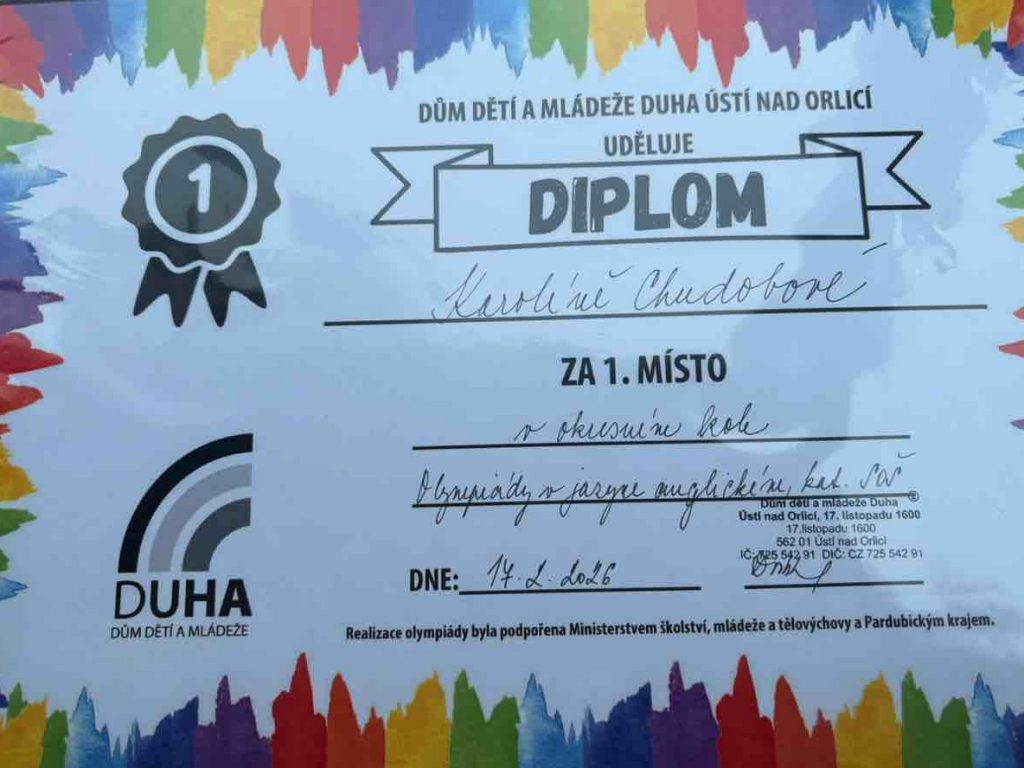 DŮM DĚTÍ A MLÁDEŽE DUHA ÚSTÍ NAD ORLICÍ
UDĚLUJE
1
DIPLOM
Karolíně Chudobové
ZA 1. MÍSTO
v okresním kole
Olympiády v jazyce anglickém, kat. SŠ
Dům dětí a mládeže Duha ®
Ústí nad Orlicí, 17. listopadu 1600
17.listopadu 1600
562 01 Ústí nad Orlicí
IČ: 725 542 91 DIČ: CZ 725 542 91
DNE: 17. 2. 2026
DUHA
DŮM DĚTÍ A MLÁDEŽE
Realizace olympiády byla podpořena Ministerstvem školství, mládeže a tělovýchovy a Pardubickým krajem.